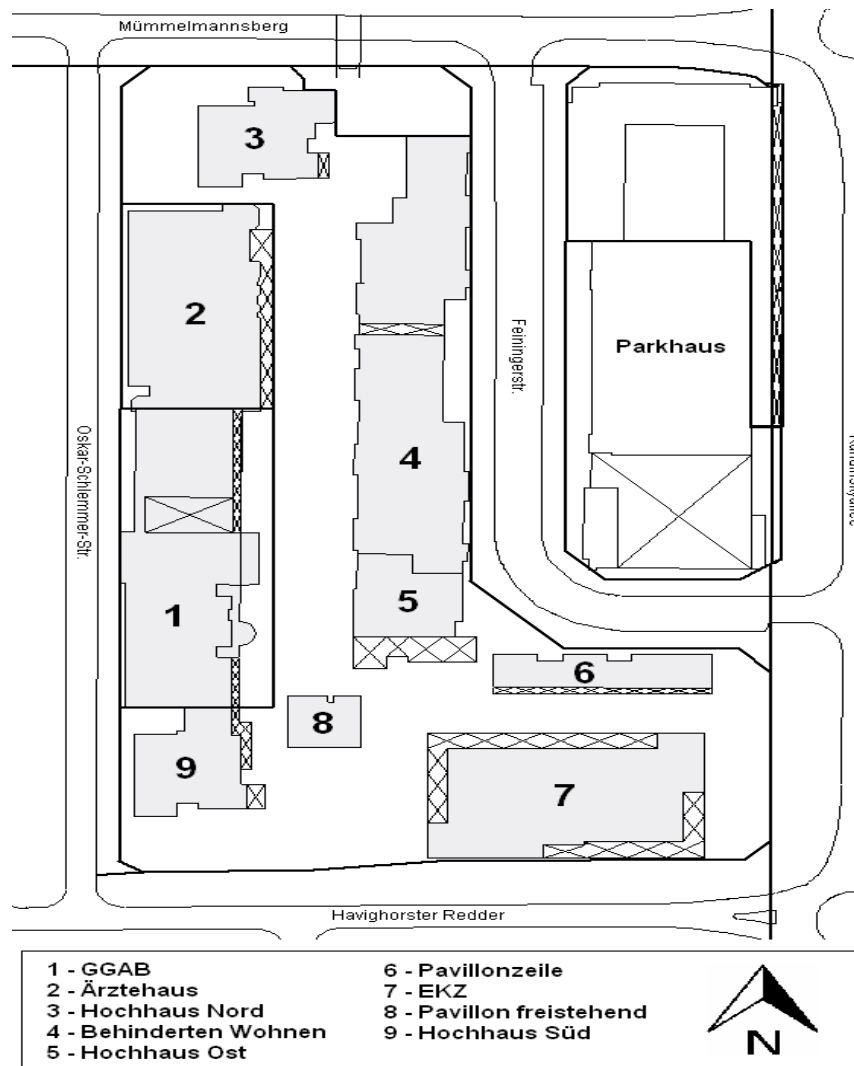 Mümmelmannsberg
3
2
Feiningerstr.
Parkhaus
Oskar-Schlemmer-Str.
4
1
5
6
8
9
7
Havighorster Redder
1 - GGAB
2 - Ärztehaus
3 - Hochhaus Nord
4 - Behinderten Wohnen
5 - Hochhaus Ost
6 - Pavillonzeile
7 - EKZ
8 - Pavillon freistehend
9 - Hochhaus Süd
N